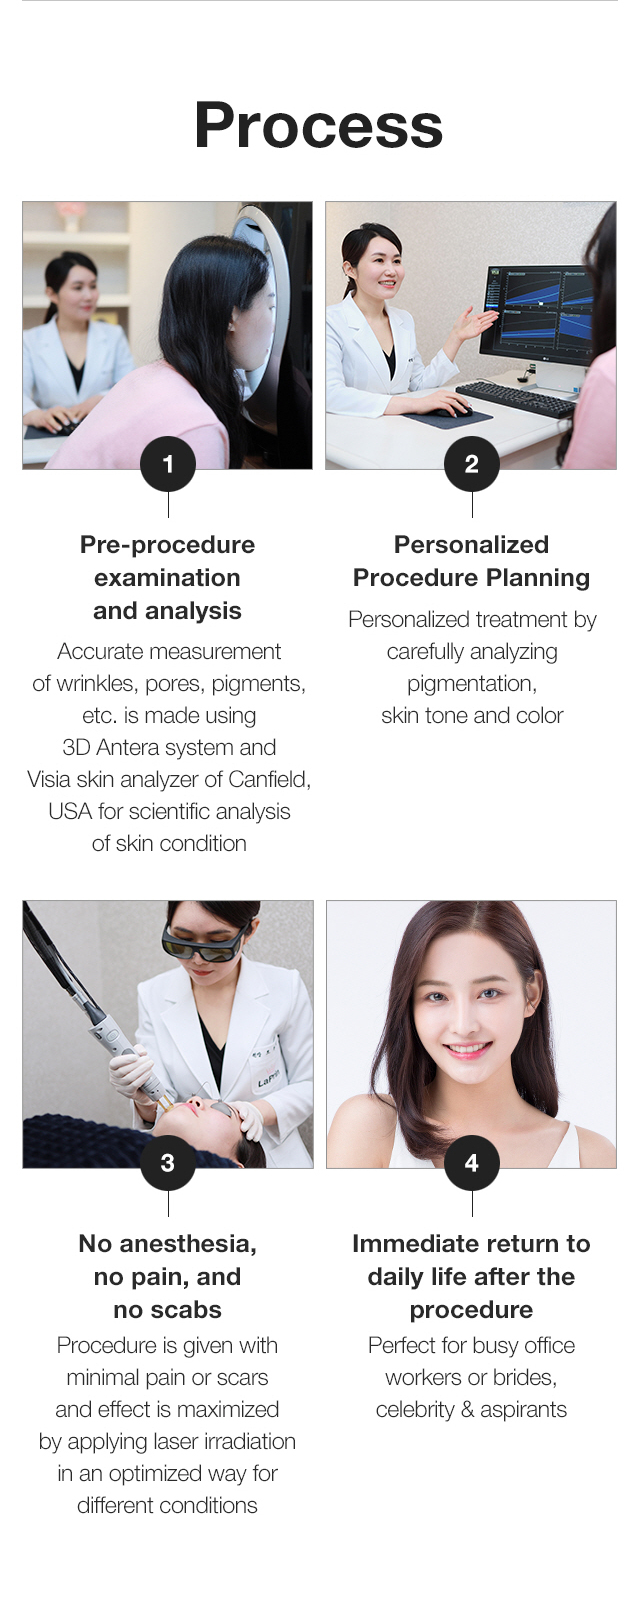 Process
1
Pre-procedure
examination
and analysis
Accurate measurement
of wrinkles, pores, pigments,
etc. is made using
3D Antera system and
Visia skin analyzer of Canfield,
USA for scientific analysis
of skin condition
2
Personalized
Procedure Planning
Personalized treatment by
carefully analyzing
pigmentation,
skin tone and color
3
No anesthesia,
no pain, and
no scabs
Procedure is given with
minimal pain or scars
and effect is maximized
by applying laser irradiation
in an optimized way for
different conditions
4
Immediate return to
daily life after the
procedure
Perfect for busy office
workers or brides,
celebrity & aspirants